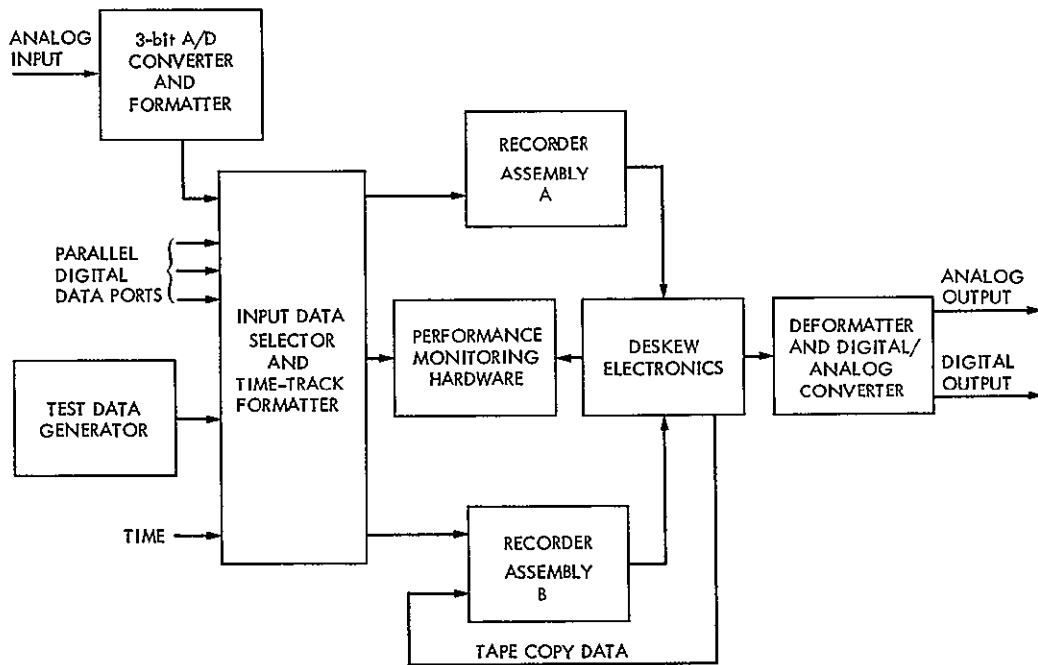 ANALOG
INPUT
3-bit A/D
CONVERTER
AND
FORMATTER
PARALLEL
DIGITAL
DATA PORTS
TEST DATA
GENERATOR
TIME
INPUT DATA
SELECTOR
AND
TIME-TRACK
FORMATTER
RECORDER
ASSEMBLY
A
PERFORMANCE
MONITORING
HARDWARE
RECORDER
ASSEMBLY
B
TAPE COPY DATA
DESKEW
ELECTRONICS
DEFORMATTER
AND DIGITAL/
ANALOG
CONVERTER
ANALOG
OUTPUT
DIGITAL
OUTPUT